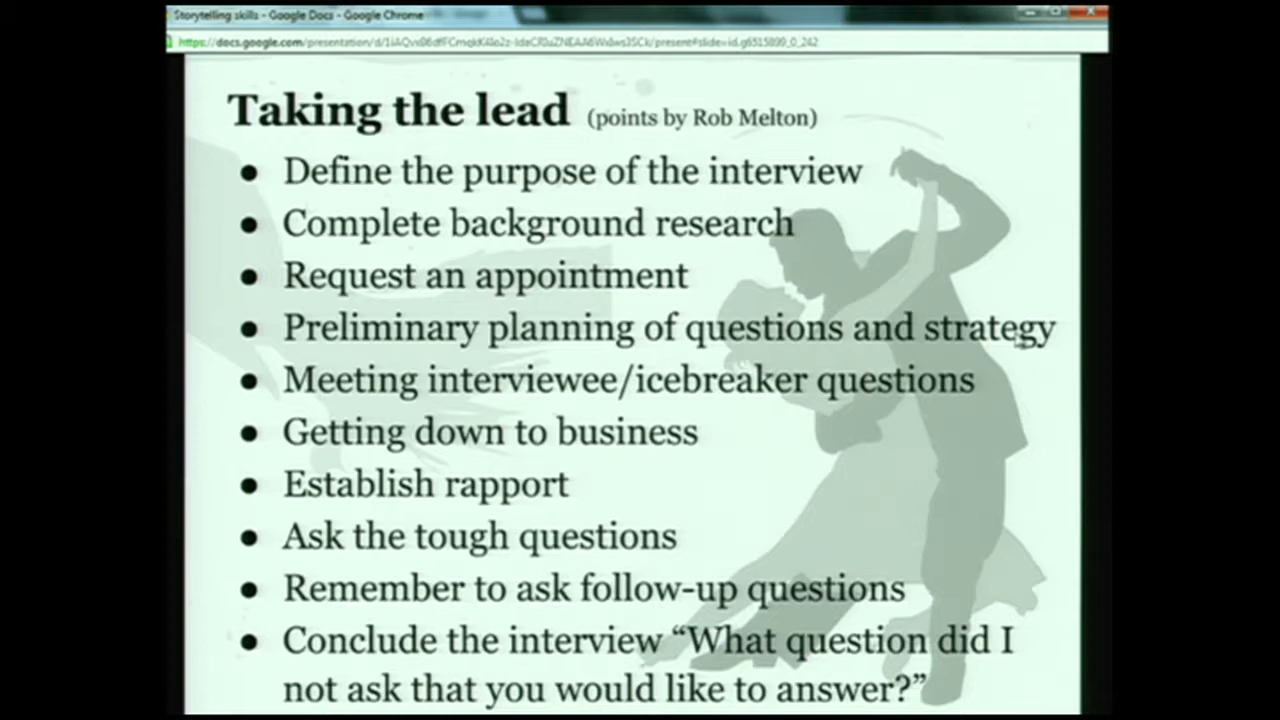 Storytelling skills - Google Docs - Google Chrome
Taking the lead (points by Rob Melton)
● Define the purpose of the interview
● Complete background research
● Request an appointment
● Preliminary planning of questions and strategy
● Meeting interviewee/icebreaker questions
● Getting down to business
● Establish rapport
● Ask the tough questions
● Remember to ask follow-up questions
● Conclude the interview “What question did I
not ask that you would like to answer?”